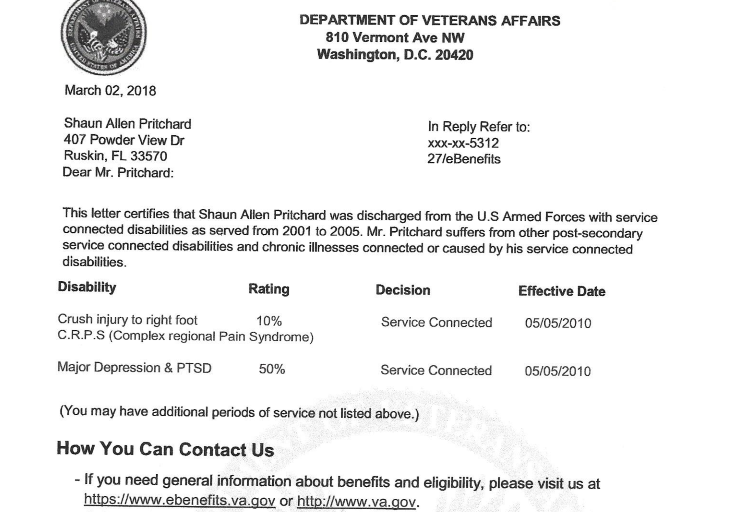 DEPARTMENT OF VETERANS AFFAIRS
810 Vermont Ave NW
Washington, D.C. 20420
March 02, 2018
Shaun Allen Pritchard
407 Powder View Dr
Ruskin, FL 33570
Dear Mr. Pritchard:
In Reply Refer to:
xxx-xx-5312
27/eBenefits
This letter certifies that Shaun Allen Pritchard was discharged from the U.S Armed Forces with service
connected disabilities as served from 2001 to 2005. Mr. Pritchard suffers from other post-secondary
service connected disabilities and chronic illnesses connected or caused by his service connected
disabilities.
Disability Rating Decision Effective Date
Crush injury to right foot 10% Service Connected 05/05/2010
C.R.P.S (Complex regional Pain Syndrome)
Major Depression & PTSD 50% Service Connected 05/05/2010
(You may have additional periods of service not listed above.)
How You Can Contact Us
- If you need general information about benefits and eligibility, please visit us at
https://www.ebenefits.va.gov or http://www.va.gov.